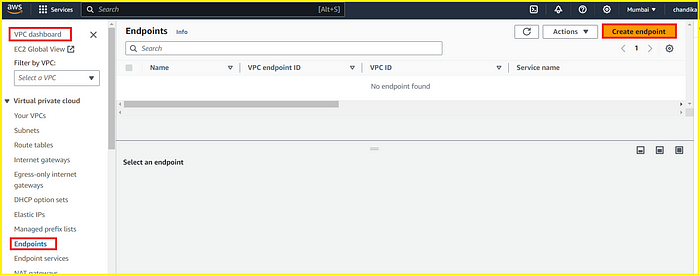 aws Services Search [Alt+S] Mumbai chandika
VPC dashboard
EC2 Global View
Filter by VPC:
Select a VPC
Virtual private cloud
Your VPCs
Subnets
Route tables
Internet gateways
Egress-only internet
gateways
DHCP option sets
Elastic IPs
Managed prefix lists
Endpoints
Endpoint services
NAT gateways
Endpoints Info Actions Create endpoint
Search 1
Name VPC endpoint ID VPC ID Service name
No endpoint found
Select an endpoint